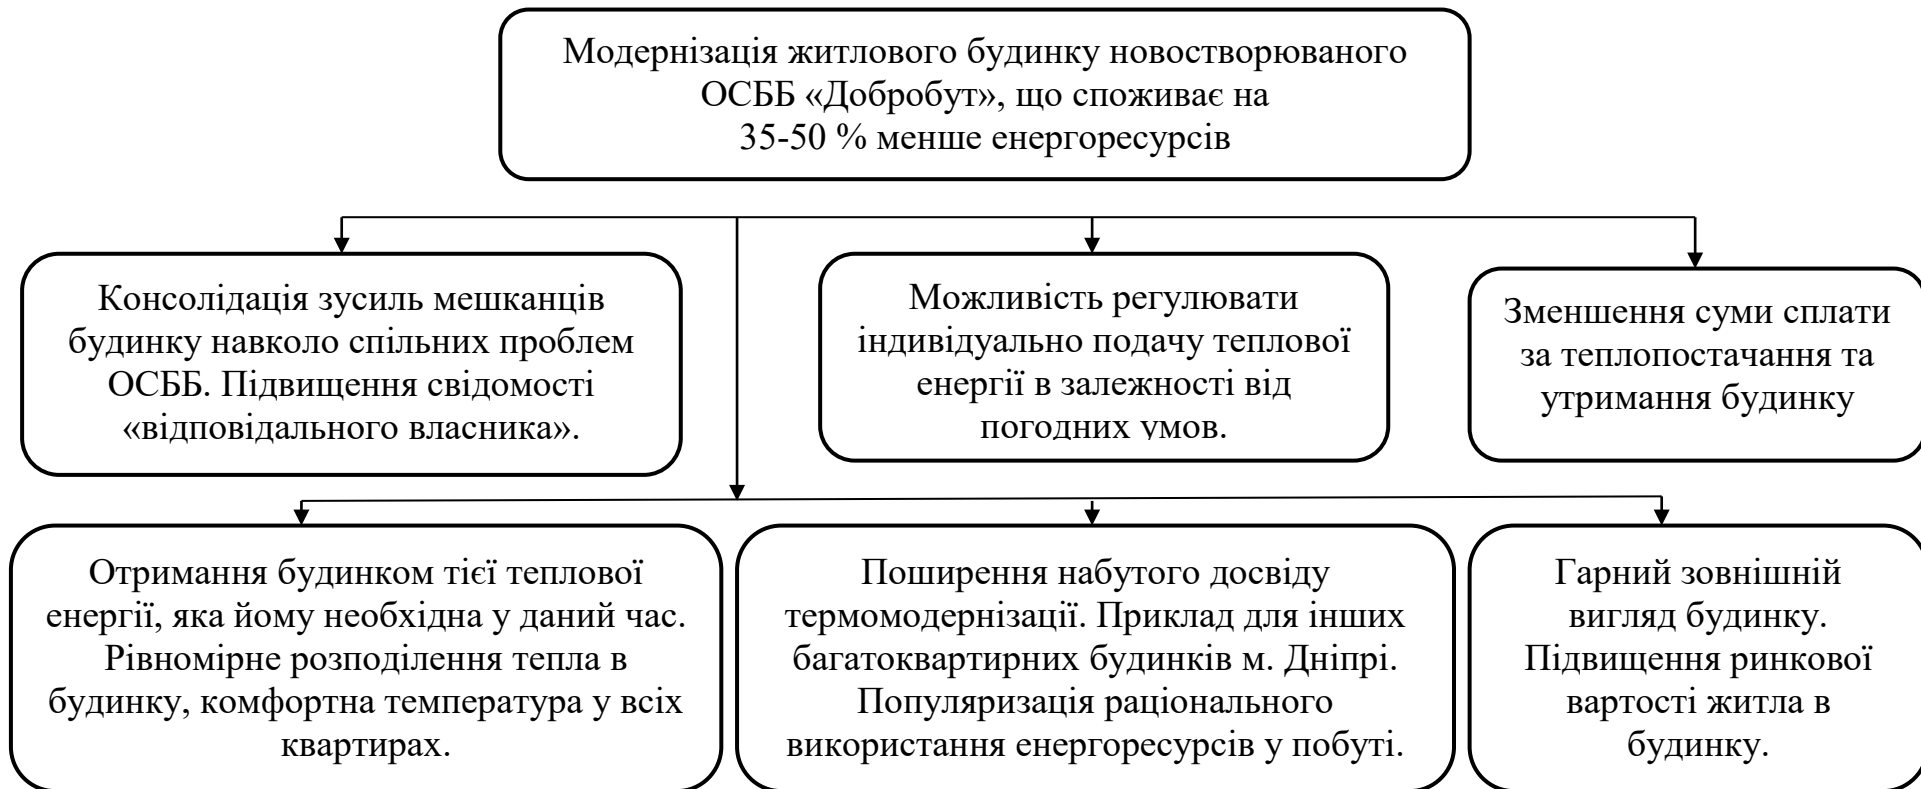 Модернізація житлового будинку новостворюваного
ОСББ «Добробут», що споживає на
35-50 % менше енергоресурсів
Консолідація зусиль мешканців
будинку навколо спільних проблем
ОСББ. Підвищення свідомості
«відповідального власника».
Можливість регулювати
індивідуально подачу теплової
енергії в залежності від
погодних умов.
Зменшення суми сплати
за теплопостачання та
утримання будинку
Отримання будинком тієї теплової
енергії, яка йому необхідна у даний час.
Рівномірне розподілення тепла в
будинку, комфортна температура у всіх
квартирах.
Поширення набутого досвіду
термомодернізації. Приклад для інших
багатоквартирних будинків м. Дніпрі.
Популяризація раціонального
використання енергоресурсів у побуті.
Гарний зовнішній
вигляд будинку.
Підвищення ринкової
вартості житла в
будинку.